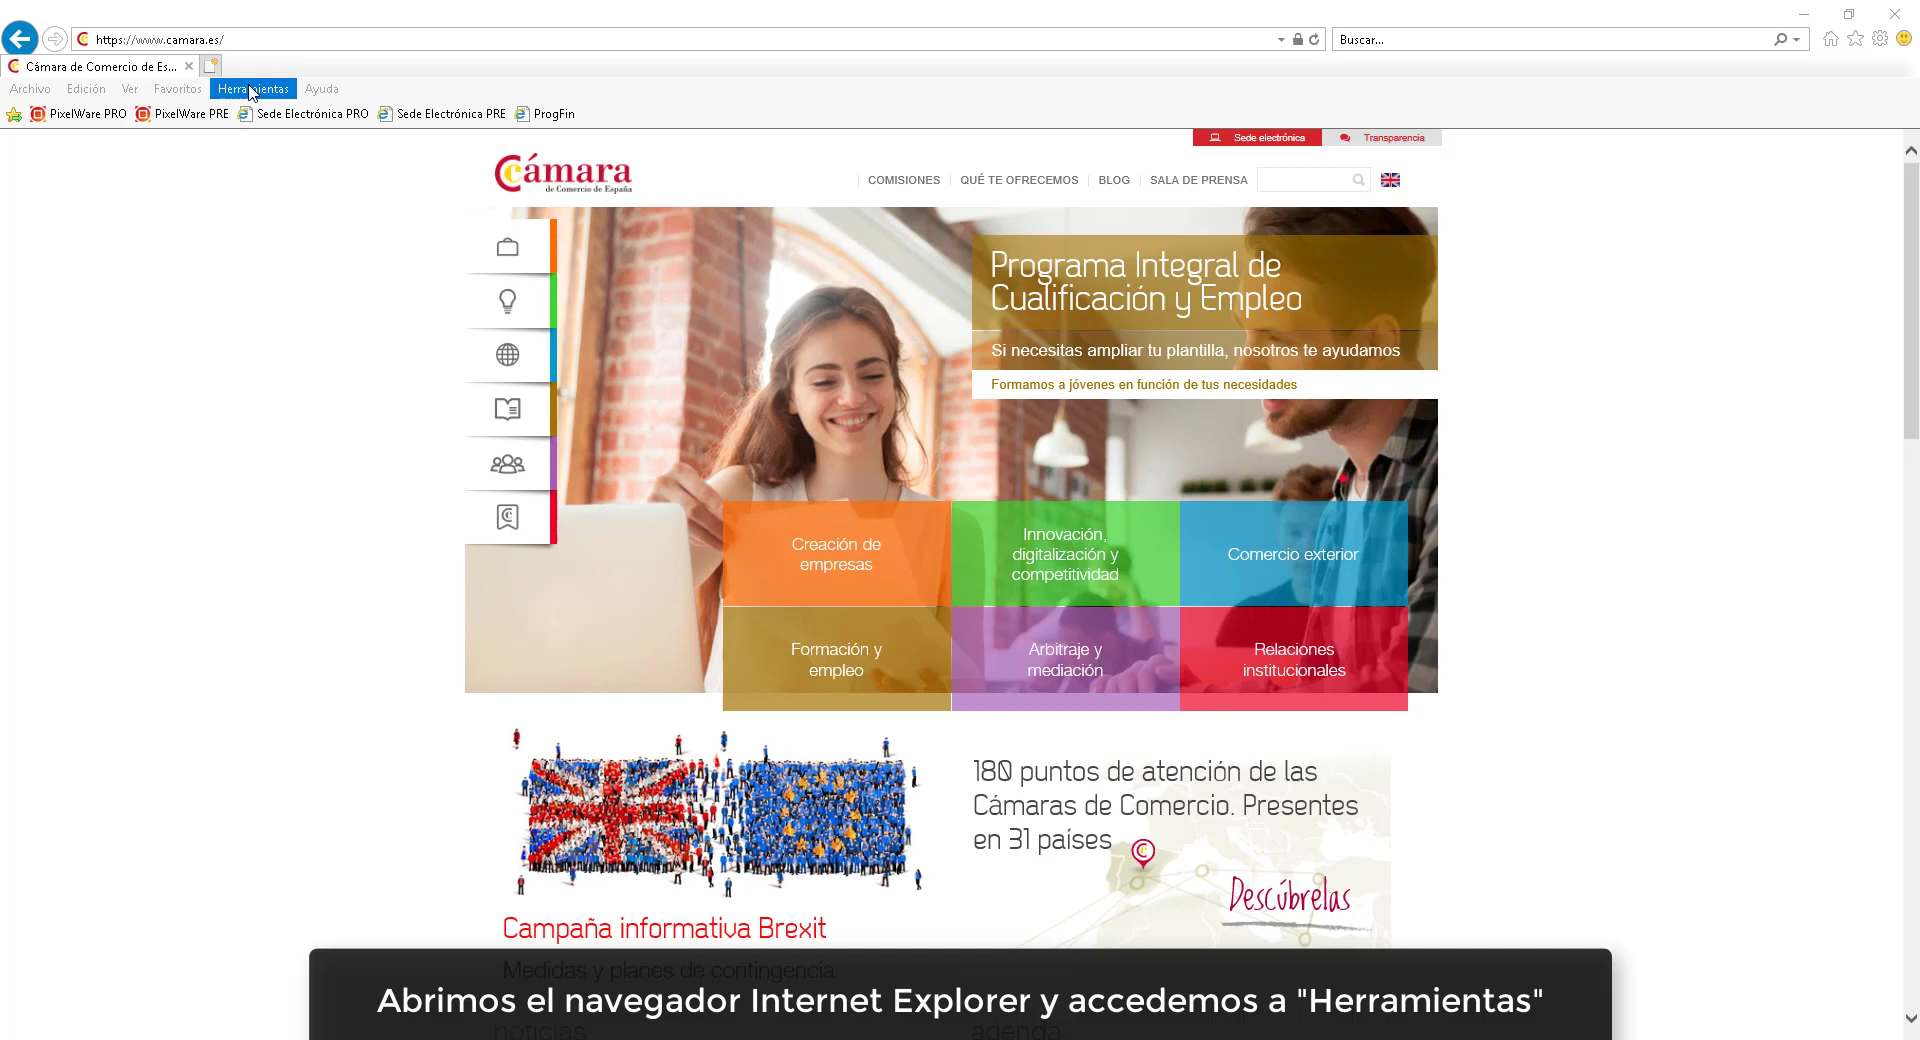 https://www.camara.es/
Buscar...
Cámara de Comercio de Es...
Archivo Edición Ver Favoritos Herramientas Ayuda
PixelWare PRO PixelWare PRE Sede Electrónica PRO Sede Electrónica PRE ProgFin
Sede electrónica Transparencia
Cámara
de Comercio de España
COMISIONES QUÉ TE OFRECEMOS BLOG SALA DE PRENSA
Programa Integral de
Cualificación y Empleo
Si necesitas ampliar tu plantilla, nosotros te ayudamos
Formamos a jóvenes en función de tus necesidades
Creación de
empresas
Innovación,
digitalización y
competitividad
Comercio exterior
Formación y
empleo
Arbitraje y
mediación
Relaciones
institucionales
180 puntos de atención de las
Cámaras de Comercio. Presentes
en 31 países
Descúbrelas
Campaña informativa Brexit
Medidas y planes de contingencia
Abrimos el navegador Internet Explorer y accedemos a "Herramientas"
noticias
agenda